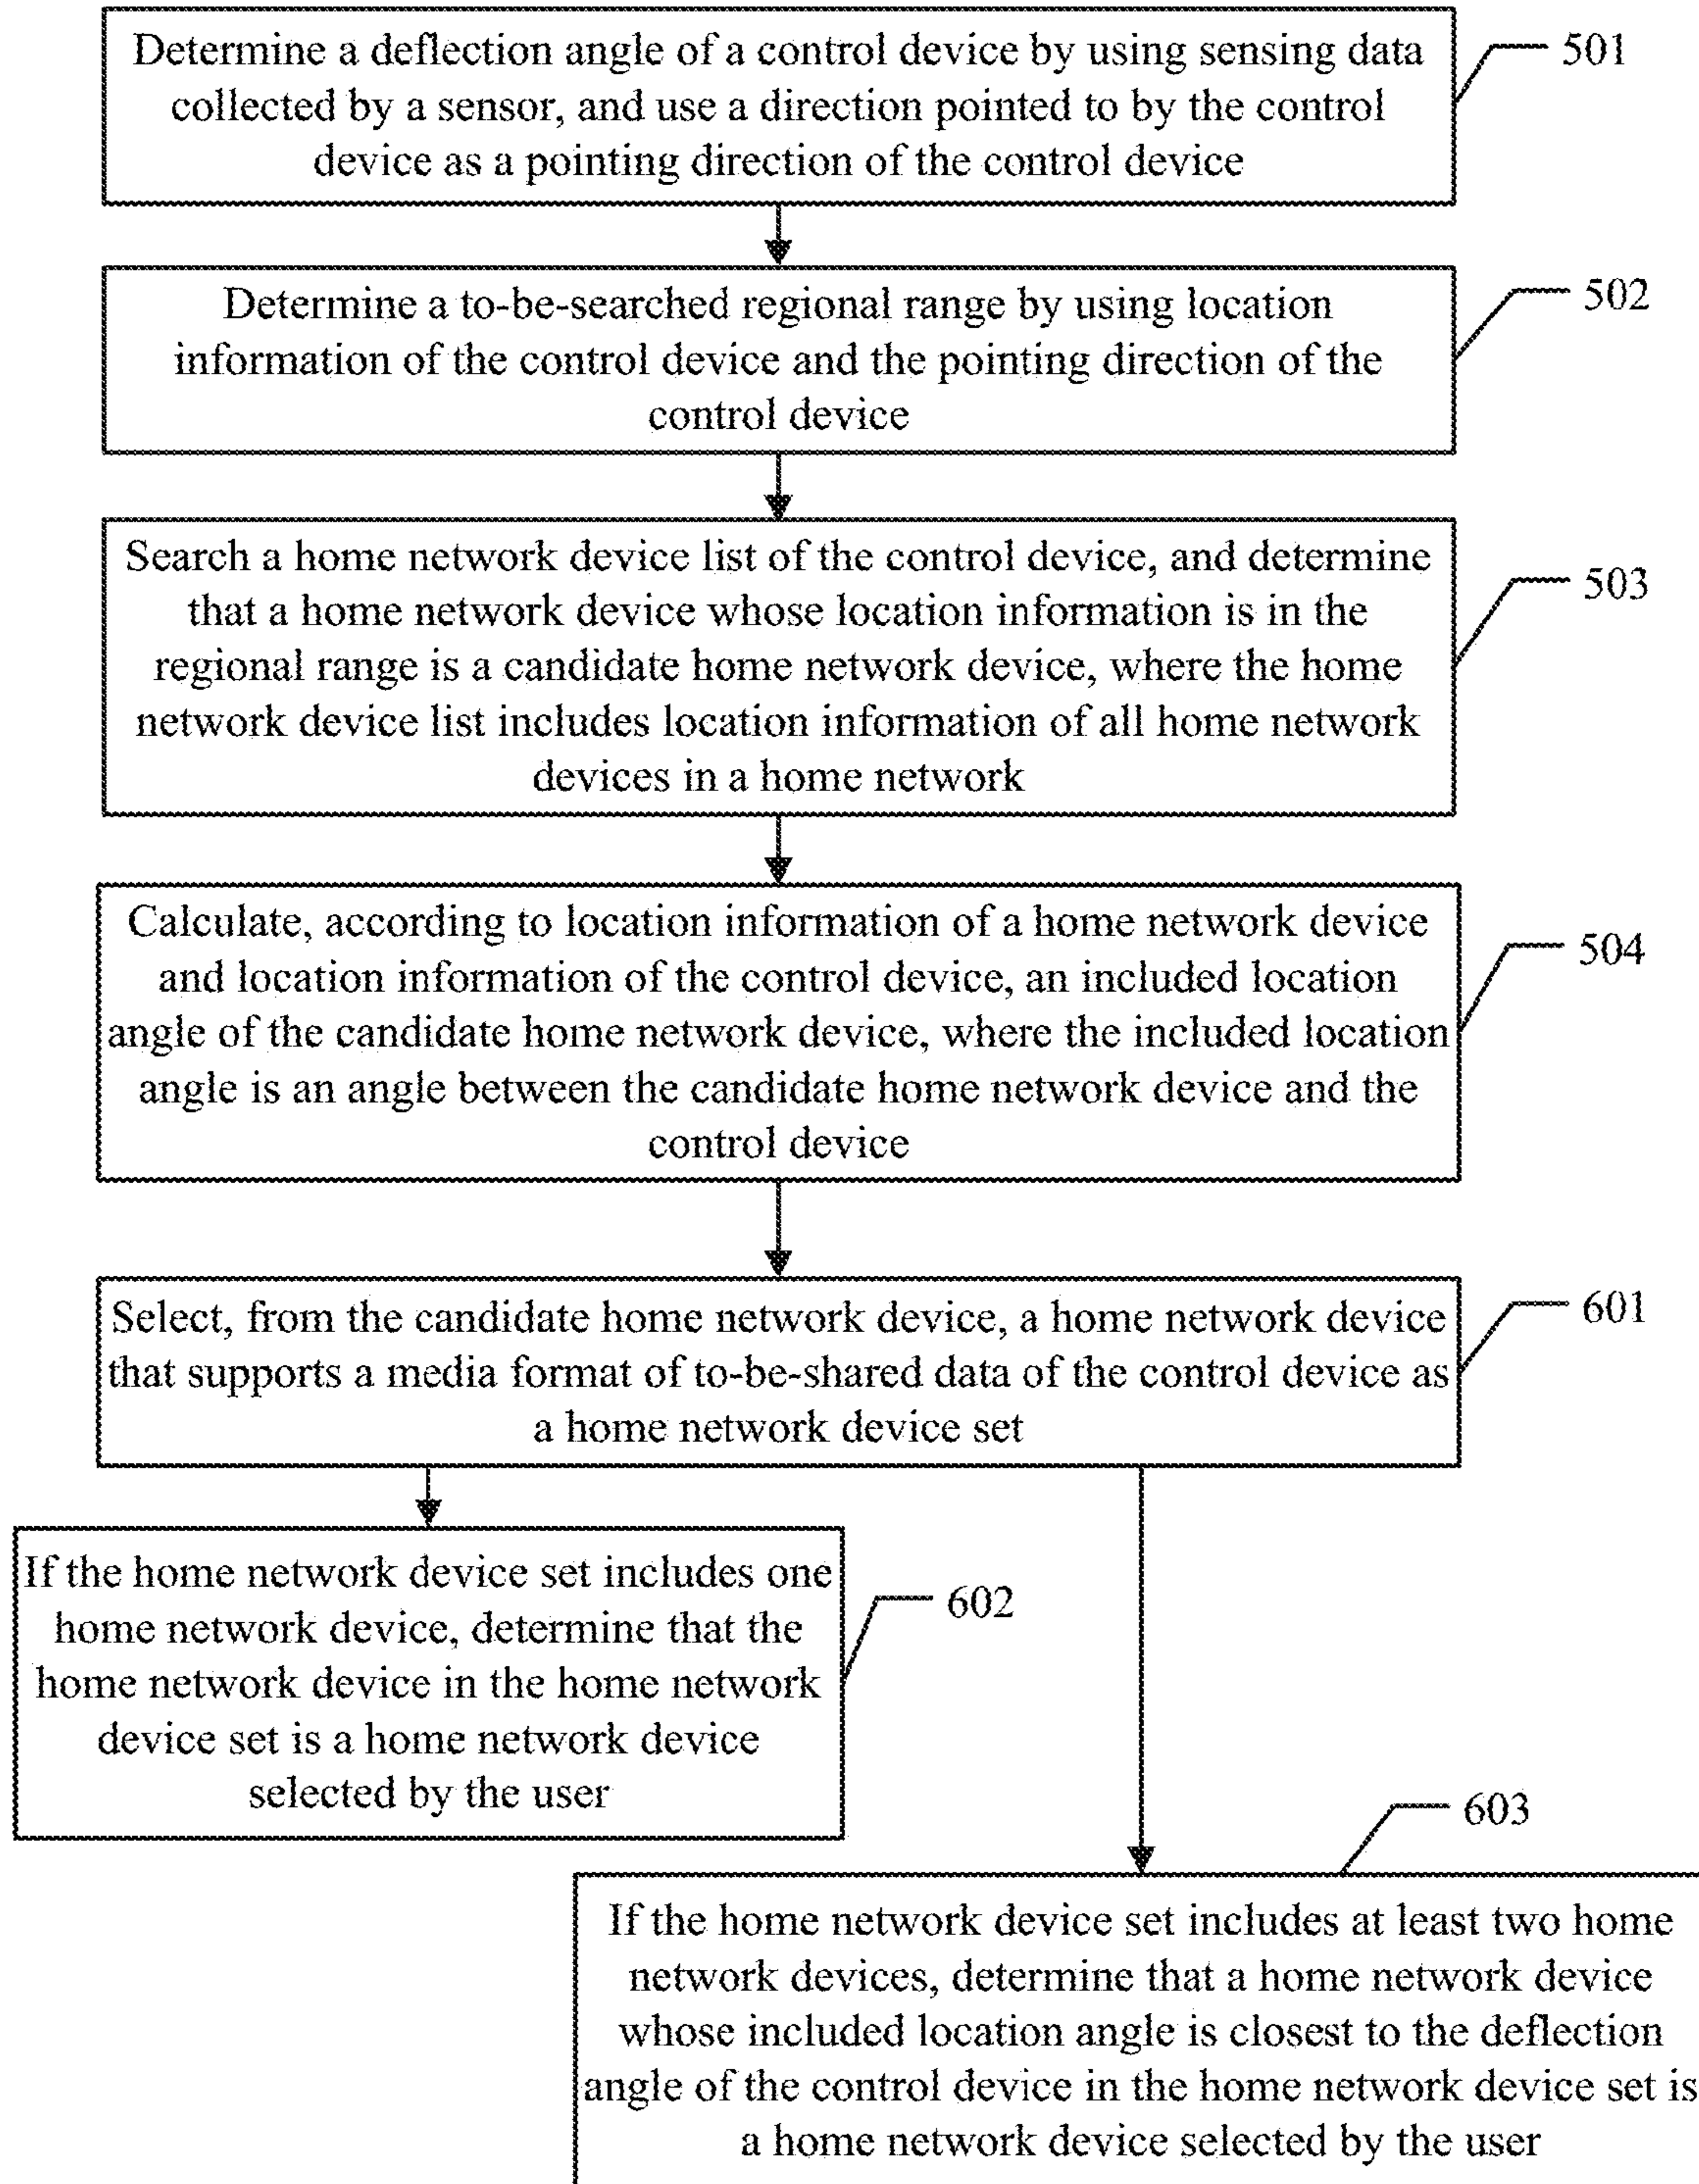 Determine a deflection angle of a control device by using sensing data
collected by a sensor, and use a direction pointed to by the control
device as a pointing direction of the control device
501
Determine a to-be-searched regional range by using location
information of the control device and the pointing direction of the
control device
502
Search a home network device list of the control device, and determine
that a home network device whose location information is in the
regional range is a candidate home network device, where the home
network device list includes location information of all home network
devices in a home network
503
Calculate, according to location information of a home network device
and location information of the control device, an included location
angle of the candidate home network device, where the included location
angle is an angle between the candidate home network device and the
control device
504
Select, from the candidate home network device, a home network device
that supports a media format of to-be-shared data of the control device as
a home network device set
601
If the home network device set includes one
home network device, determine that the
home network device in the home network
device set is a home network device
selected by the user
602
603
If the home network device set includes at least two home
network devices, determine that a home network device
whose included location angle is closest to the deflection
angle of the control device in the home network device set is
a home network device selected by the user